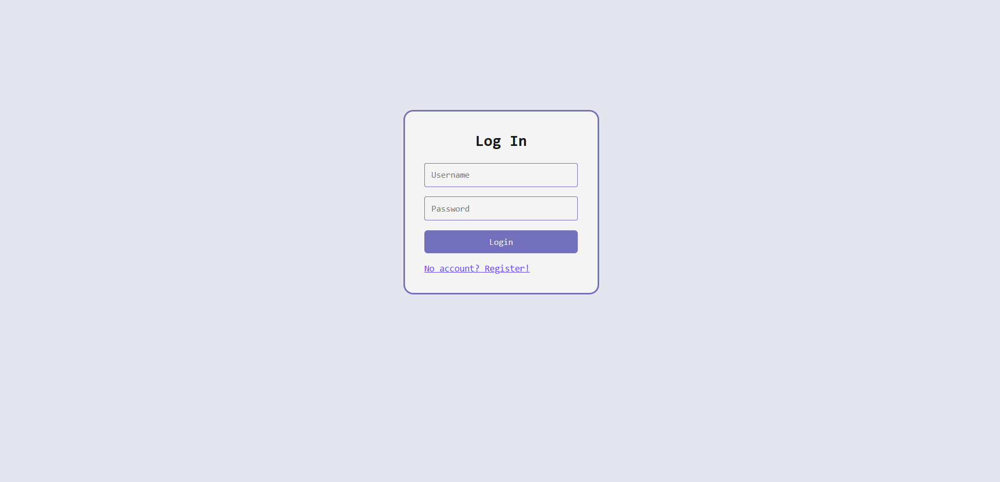 Log In
Username
Password
Login
No account? Register!